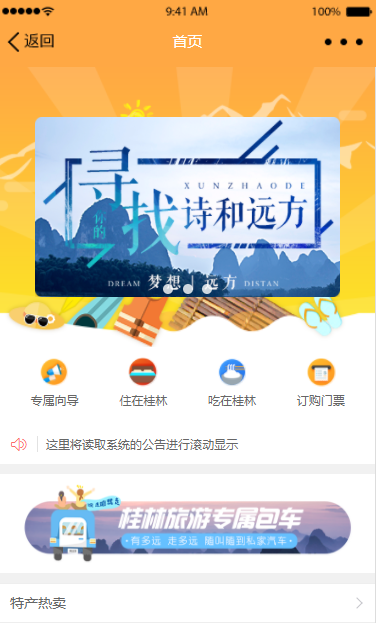 9:41 AM 100%
返回 首页
寻找
你的
XUNZHAODE
诗和远方
DREAM 梦想 | 远方 DISTAN
专属向导 住在桂林 吃在桂林 订购门票
这里将读取系统的公告进行滚动显示
桂林旅游专属包车
·有多远 走多远 随叫随到私家汽车·
特产热卖